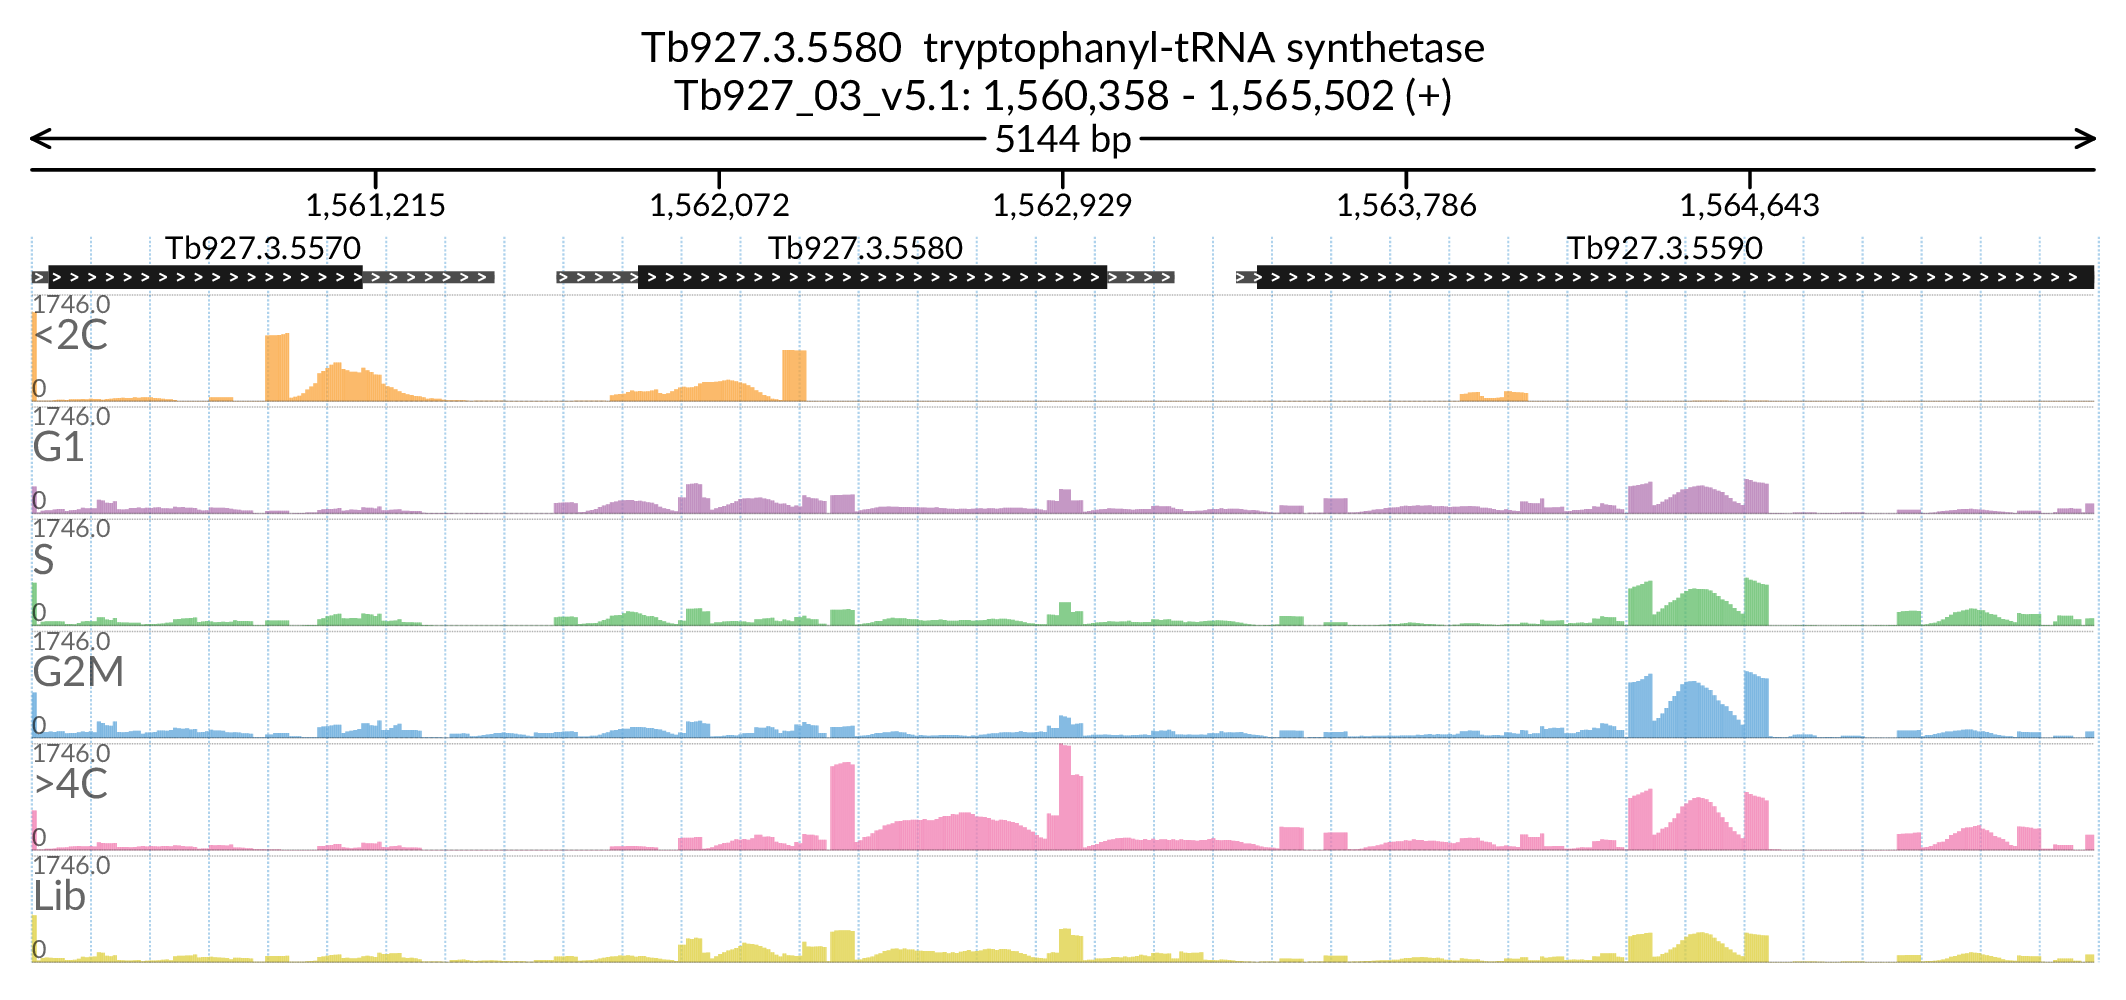 Tb927.3.5580  tryptophanyl-tRNA synthetase
Tb927_03_v5.1: 1,560,358 - 1,565,502 (+)
5144 bp
1,561,215 1,562,072 1,562,929 1,563,786 1,564,643
Tb927.3.5570 Tb927.3.5580 Tb927.3.5590
1746.0
<2C
0
1746.0
G1
0
1746.0
S
0
1746.0
G2M
0
1746.0
>4C
0
1746.0
Lib
0